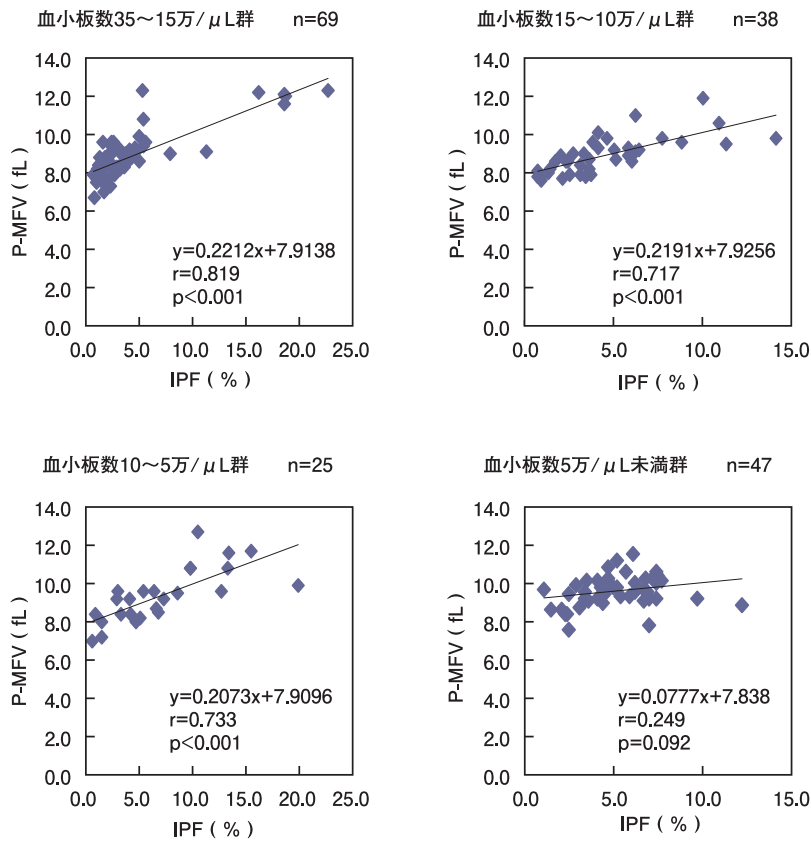 血小板数35～15万/μL群 n=69
14.0
12.0
10.0
8.0
6.0
4.0
2.0
0.0
P-MFV ( fL )
y=0.2212x+7.9138
r=0.819
p<0.001
0.0 5.0 10.0 15.0 20.0 25.0
IPF ( % )
血小板数15～10万/μL群 n=38
14.0
12.0
10.0
8.0
6.0
4.0
2.0
0.0
P-MFV ( fL )
y=0.2191x+7.9256
r=0.717
p<0.001
0.0 5.0 10.0 15.0
IPF ( % )
血小板数10～5万/μL群 n=25
14.0
12.0
10.0
8.0
6.0
4.0
2.0
0.0
P-MFV ( fL )
y=0.2073x+7.9096
r=0.733
p<0.001
0.0 5.0 10.0 15.0 20.0 25.0
IPF ( % )
血小板数5万/μL未満群 n=47
14.0
12.0
10.0
8.0
6.0
4.0
2.0
0.0
P-MFV ( fL )
y=0.0777x+7.838
r=0.249
p=0.092
0.0 5.0 10.0 15.0
IPF ( % )